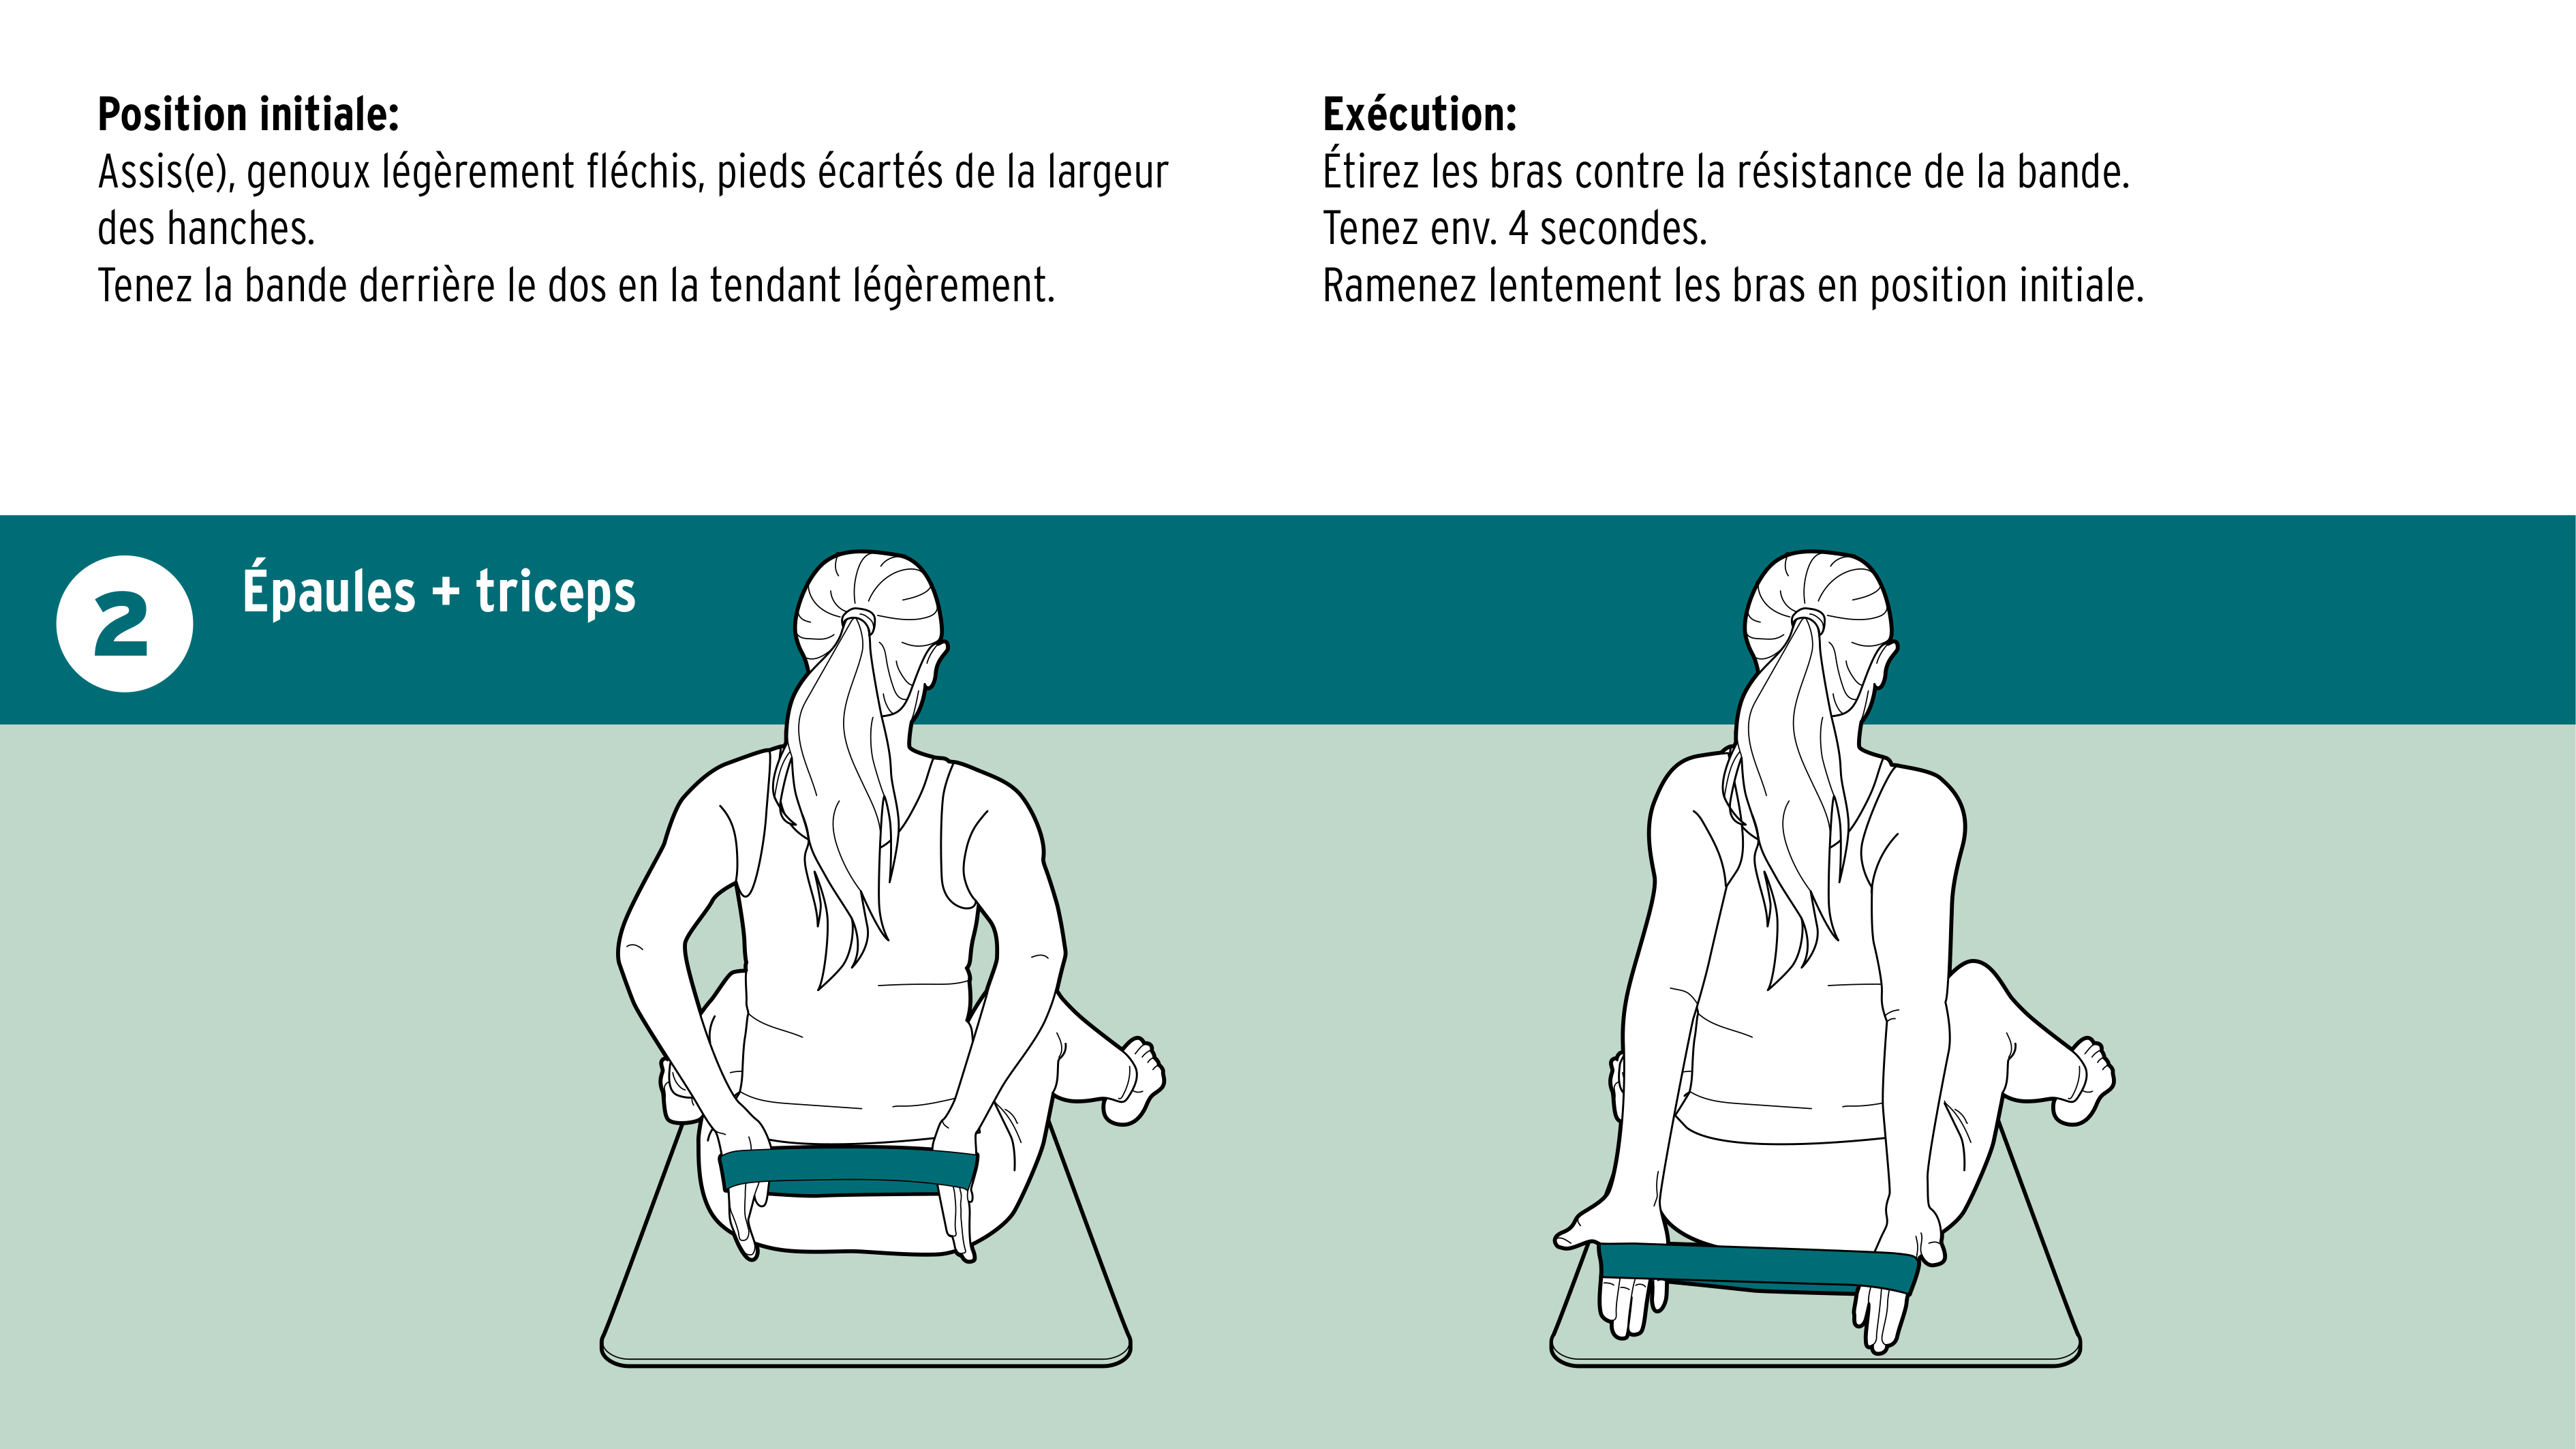 Position initiale:
Assis(e), genoux légèrement fléchis, pieds écartés de la largeur
des hanches.
Tenez la bande derrière le dos en la tendant légèrement.
Exécution:
Étirez les bras contre la résistance de la bande.
Tenez env. 4 secondes.
Ramenez lentement les bras en position initiale.
2
Épaules + triceps